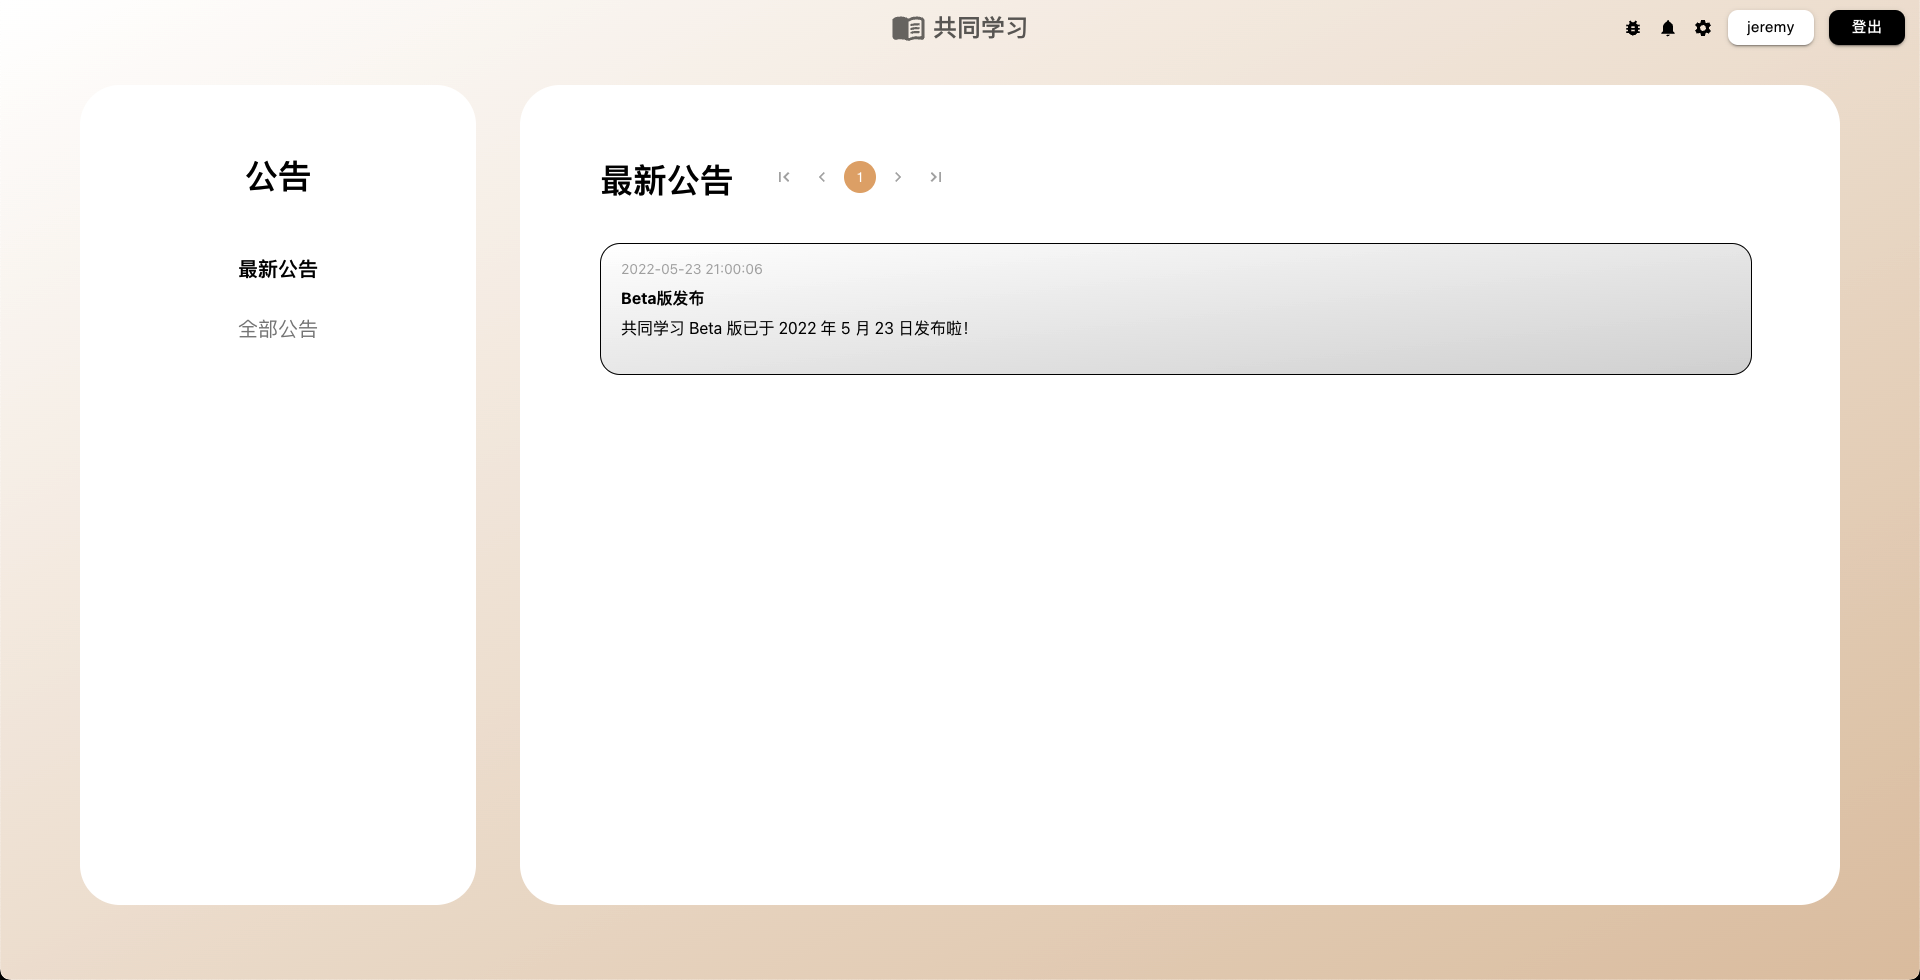 共同学习
jeremy
登出
公告
最新公告
全部公告
最新公告
1
2022-05-23 21:00:06
Beta版发布
共同学习 Beta 版已于 2022 年 5 月 23 日发布啦！